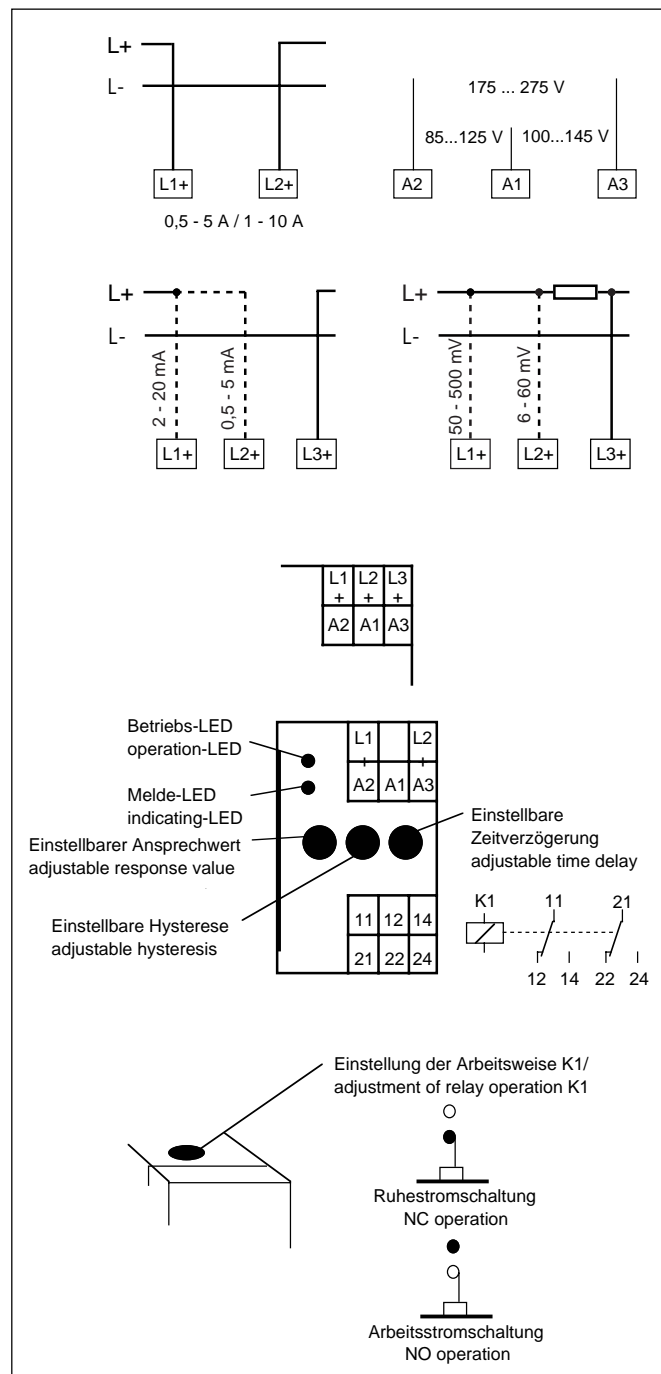 L+
L-
L1+ L2+
0,5 - 5 A / 1 - 10 A
175 ... 275 V
85...125 V 100...145 V
A2 A1 A3
L+
L-
2 - 20 mA
0,5 - 5 mA
L1+ L2+ L3+
L+
L-
50 - 500 mV
6 - 60 mV
L1+ L2+ L3+
L1 L2 L3
+ + +
A2 A1 A3
Betriebs-LED
operation-LED
Melde-LED
indicating-LED
Einstellbarer Ansprechwert
adjustable response value
Einstellbare Hysterese
adjustable hysteresis
L1 L2
+ +
A2 A1 A3
11 12 14
21 22 24
Einstellbare
Zeitverzögerung
adjustable time delay
K1 11 21
12 14 22 24
Einstellung der Arbeitsweise K1/
adjustment of relay operation K1
Ruhestromschaltung
NC operation
Arbeitsstromschaltung
NO operation